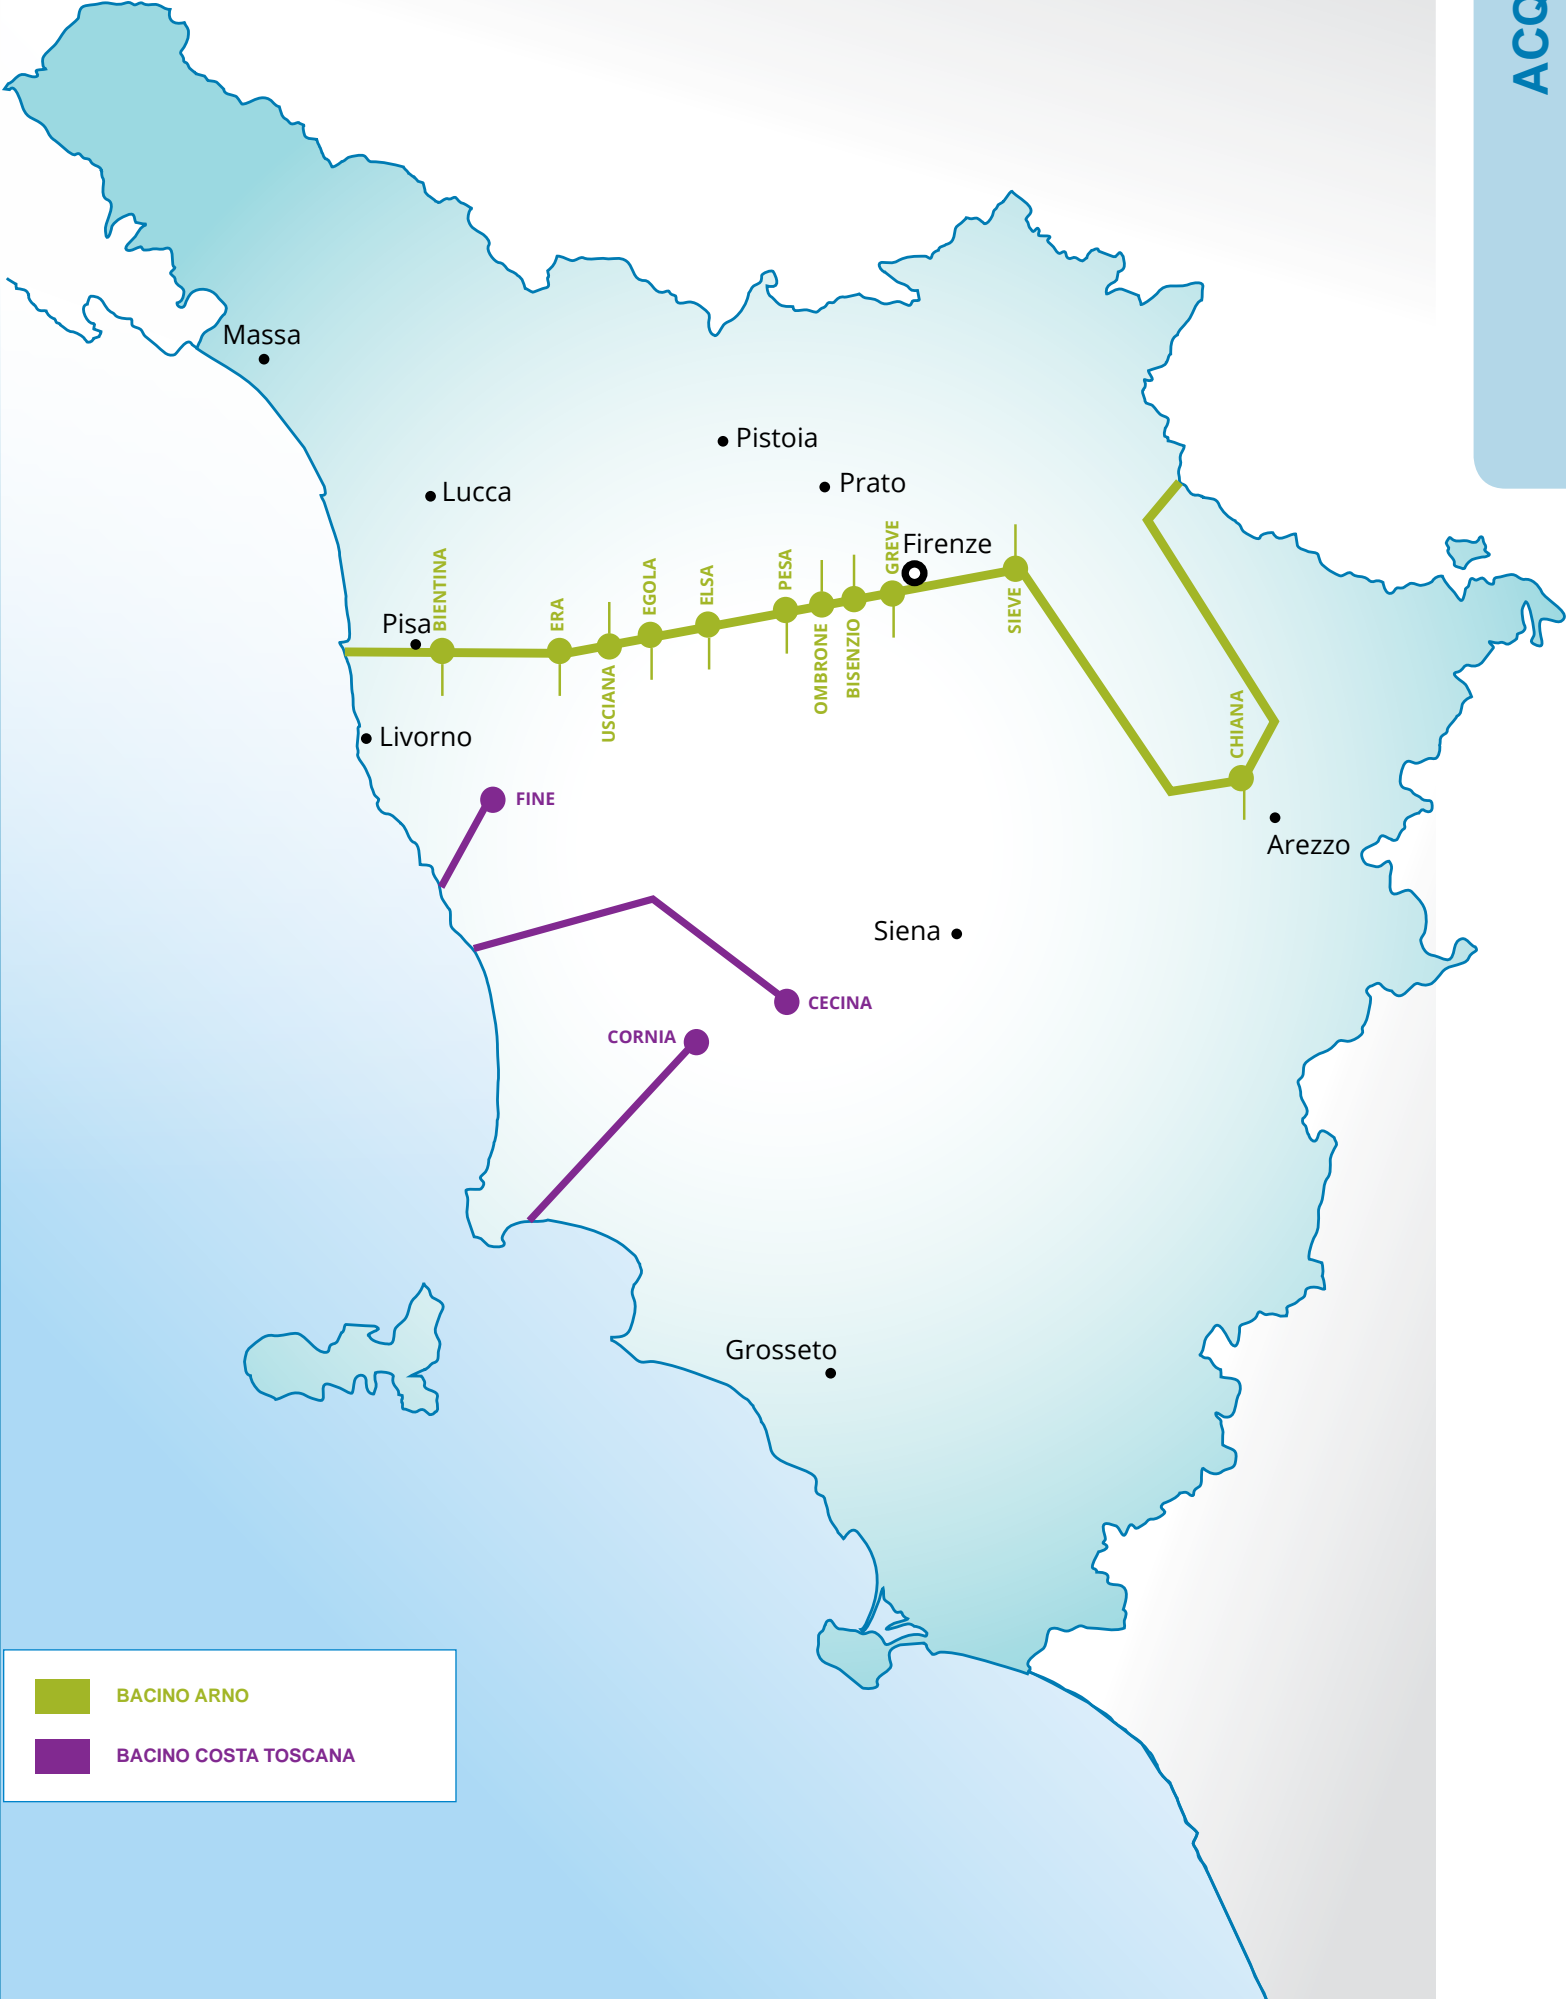 ACQ
Massa
Pistoia
Prato
Lucca
Firenze
GREVE
BIENTINA
PESA
EGOLA
ELSA
ERA
SIEVE
Pisa
OMBRONE
BISENZIO
USCIANA
CHIANA
Livorno
FINE
Arezzo
Siena
CECINA
CORNIA
Grosseto
BACINO ARNO
BACINO COSTA TOSCANA